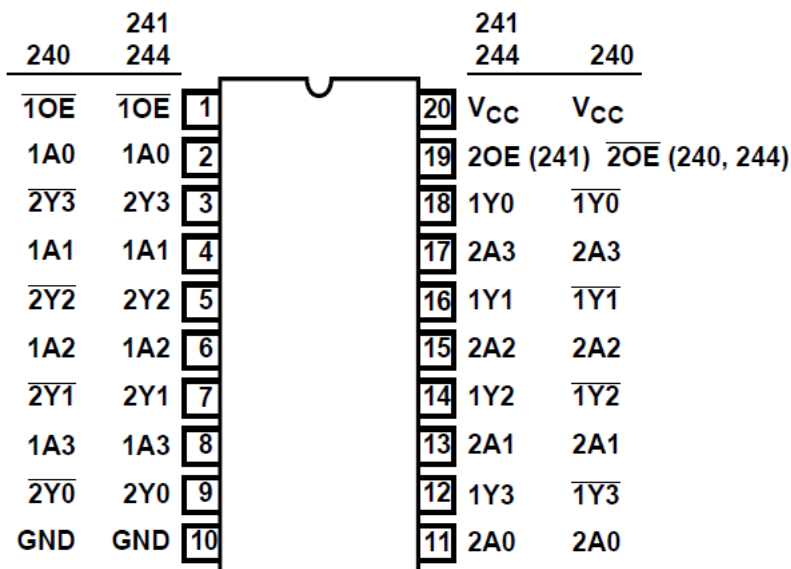 241 241
240 244 244 240
1OE 1OE 1 20 VCC VCC
1A0 1A0 2 19 2OE (241) 2OE (240, 244)
2Y3 2Y3 3 18 1Y0 1Y0
1A1 1A1 4 17 2A3 2A3
2Y2 2Y2 5 16 1Y1 1Y1
1A2 1A2 6 15 2A2 2A2
2Y1 2Y1 7 14 1Y2 1Y2
1A3 1A3 8 13 2A1 2A1
2Y0 2Y0 9 12 1Y3 1Y3
GND GND 10 11 2A0 2A0